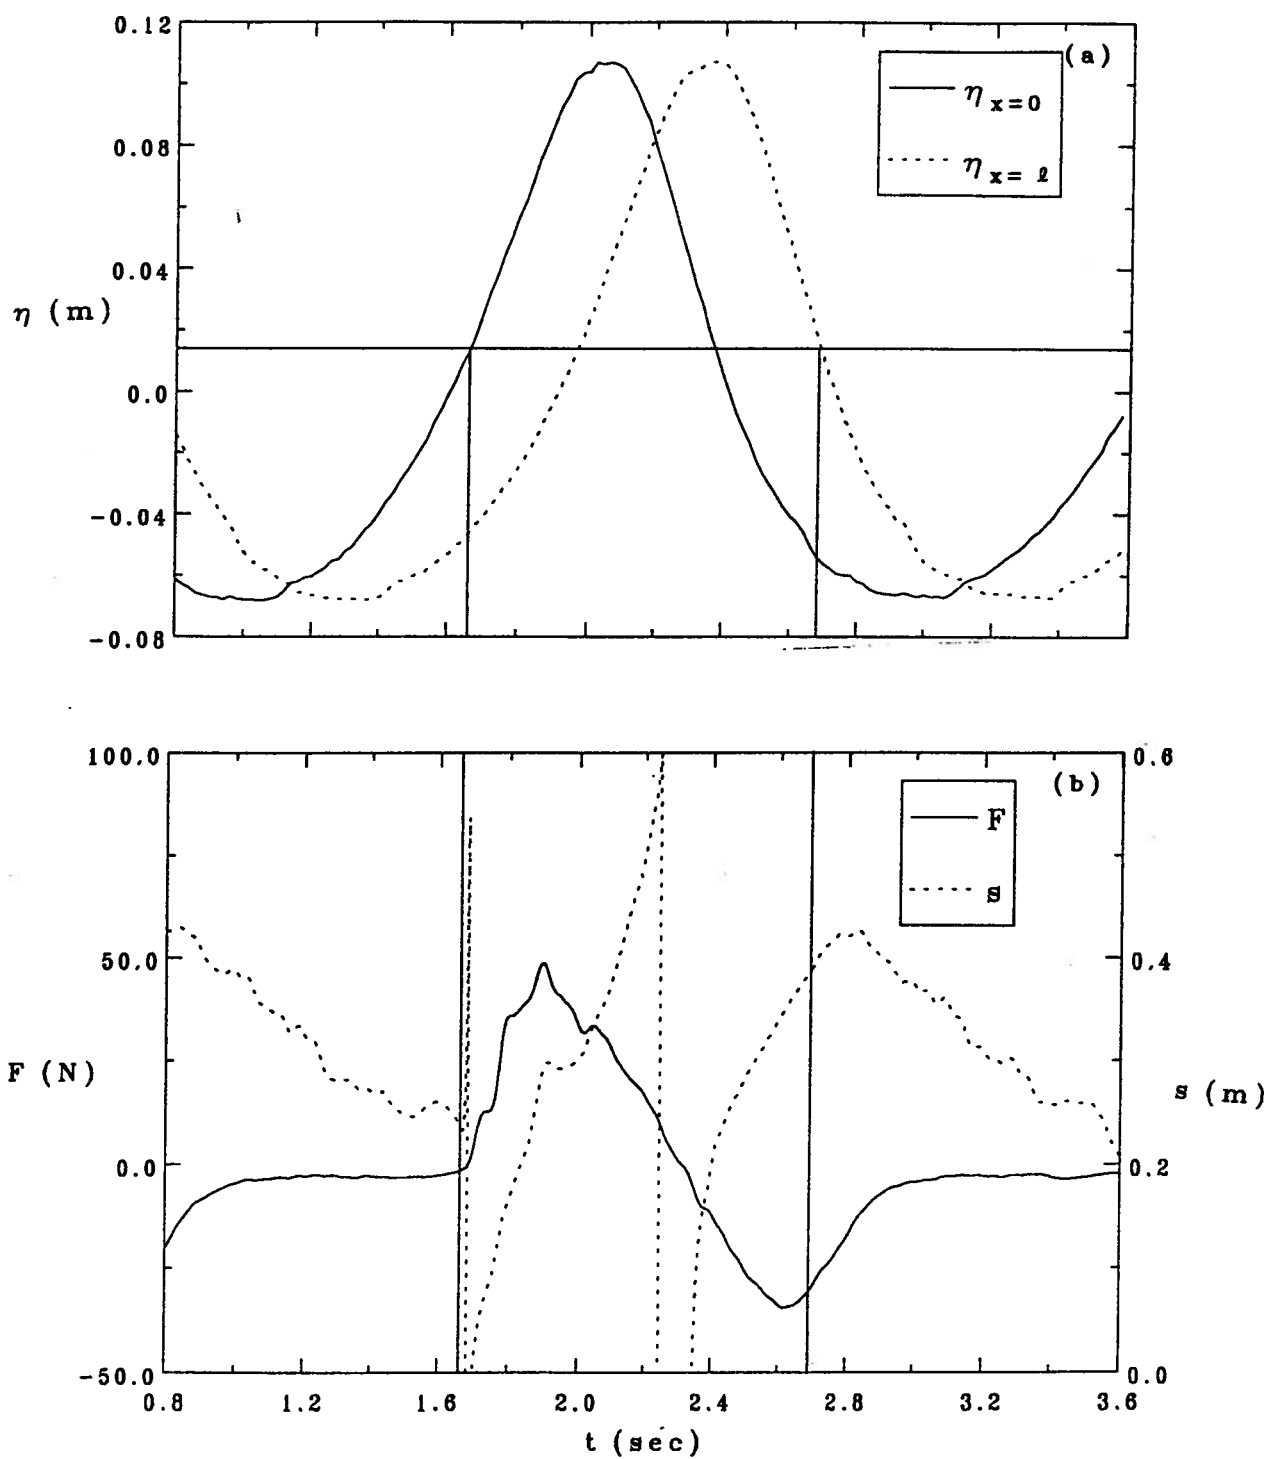 0.12
(a)
η x=0
0.08
η x= ℓ
0.04
η (m)
0.0
−0.04
−0.08
100.0
0.6
(b)
F
s
50.0
0.4
F (N)
s (m)
0.0
0.2
−50.0
0.0
0.8 1.2 1.6 2.0 2.4 2.8 3.2 3.6
t (sec)